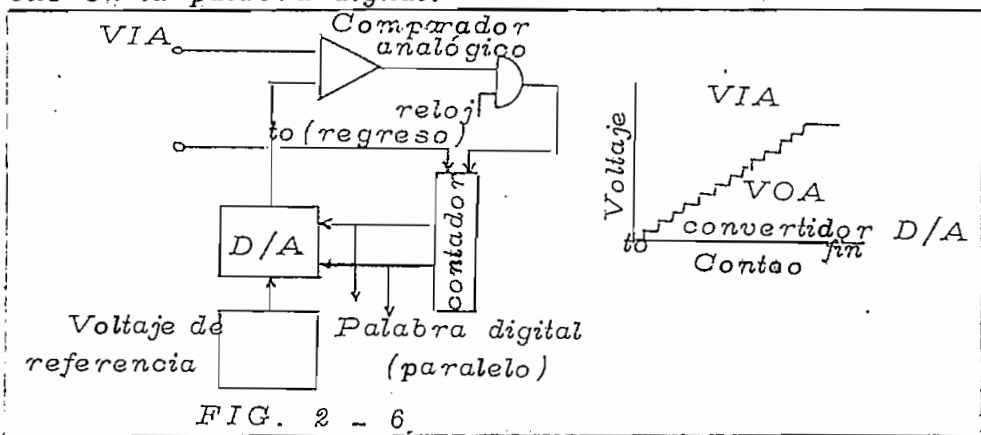 VIA
Comparador
analógico
reloj
to (regreso)
D/A
contador
Voltaje de
referencia
Palabra digital
(paralelo)
Voltaje
VIA
VOA
convertidor D/A
to
fin
Contao
FIG. 2 - 6